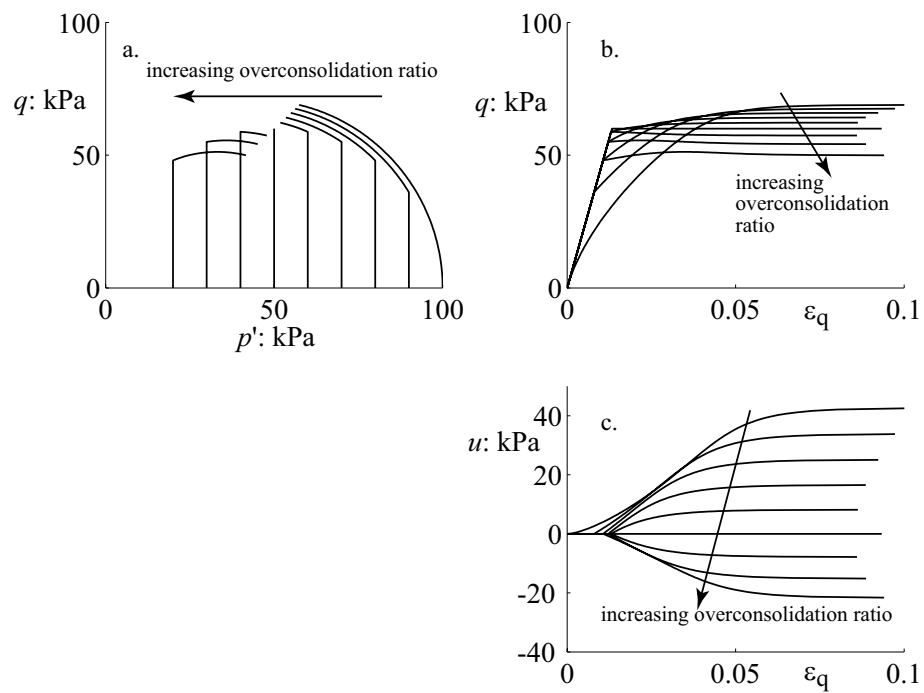 100
a.
increasing overconsolidation ratio
q: kPa
50
0
0
50
100
p': kPa
100
b.
q: kPa
50
increasing
overconsolidation
ratio
0
0
0.05
0.1
εq
40
c.
u: kPa
20
0
-20
increasing overconsolidation ratio
-40
0
0.05
0.1
εq